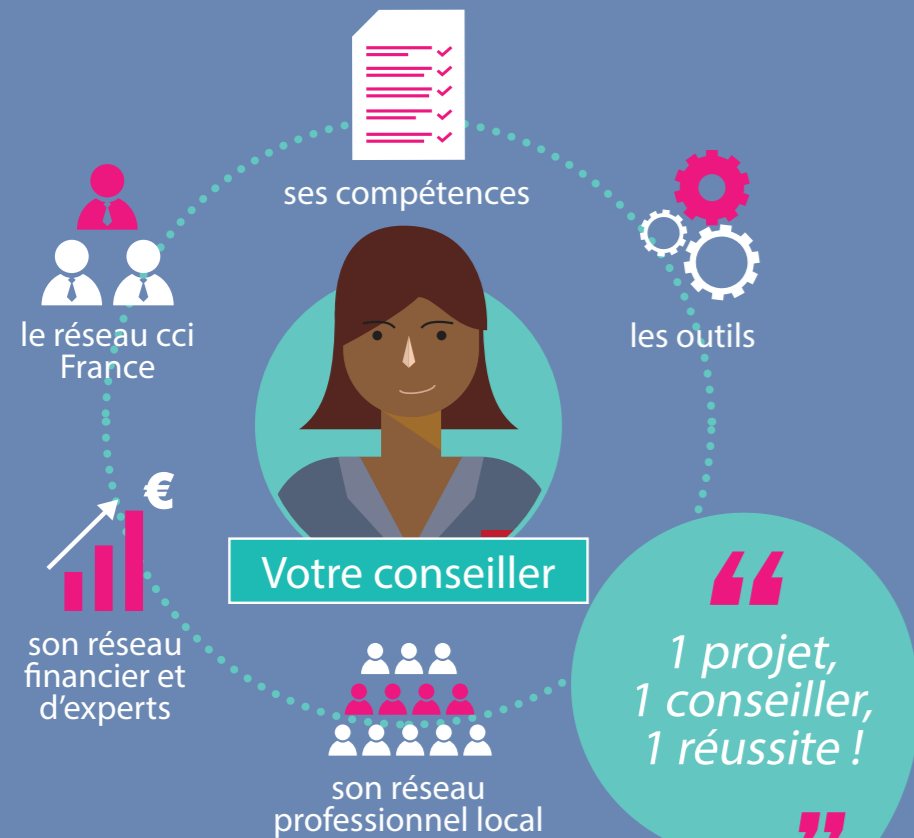 ses compétences
le réseau cci
France
les outils
€
Votre conseiller
son réseau
financier et
d'experts
son réseau
professionnel local
“
1 projet,
1 conseiller,
1 réussite !
”